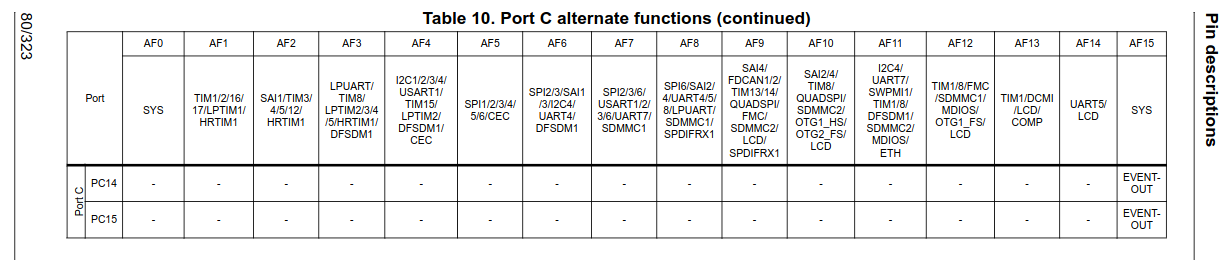 Table 10. Port C alternate functions (continued)
80/323
Pin descriptions
Port
AF0
AF1
AF2
AF3
AF4
AF5
AF6
AF7
AF8
AF9
AF10
AF11
AF12
AF13
AF14
AF15
SYS
TIM1/2/16/
17/LPTIM1/
HRTIM1
SAI1/TIM3/
4/5/12/
HRTIM1
LPUART/
TIM8/
LPTIM2/3/4
/5/HRTIM1/
DFSDM1
I2C1/2/3/4/
USART1/
TIM15/
LPTIM2/
DFSDM1/
CEC
SPI1/2/3/4/
5/6/CEC
SPI2/3/SAI1
/3/I2C4/
UART4/
DFSDM1
SPI2/3/6/
USART1/2/
3/6/UART7/
SDMMC1
SPI6/SAI2/
4/UART4/5/
8/LPUART/
SDMMC1/
SPDIFRX1
SAI4/
FDCAN1/2/
TIM13/14/
QUADSPI/
FMC/
SDMMC2/
LCD/
SPDIFRX1
SAI2/4/
TIM8/
QUADSPI/
SDMMC2/
OTG1_HS/
OTG2_FS/
LCD
I2C4/
UART7/
SWPMI1/
TIM1/8/
DFSDM1/
SDMMC2/
MDIOS/
ETH
TIM1/8/FMC
/SDMMC1/
MDIOS/
OTG1_FS/
LCD
TIM1/DCMI
/LCD/
COMP
UART5/
LCD
SYS
Port C
PC14 - - - - - - - - - - - - - - - EVENT-
OUT
PC15 - - - - - - - - - - - - - - - EVENT-
OUT